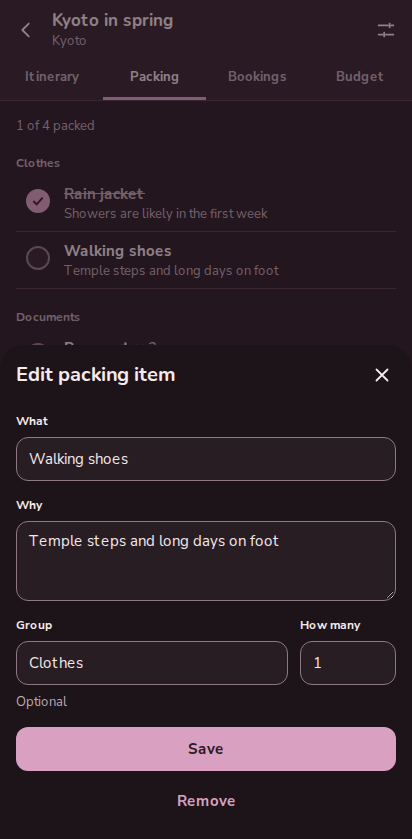 Kyoto in spring
Kyoto
Itinerary Packing Bookings Budget
1 of 4 packed
Clothes
Rain jacket
Showers are likely in the first week
Walking shoes
Temple steps and long days on foot
Documents
Edit packing item
What
Walking shoes
Why
Temple steps and long days on foot
Group How many
Clothes 1
Optional
Save
Remove